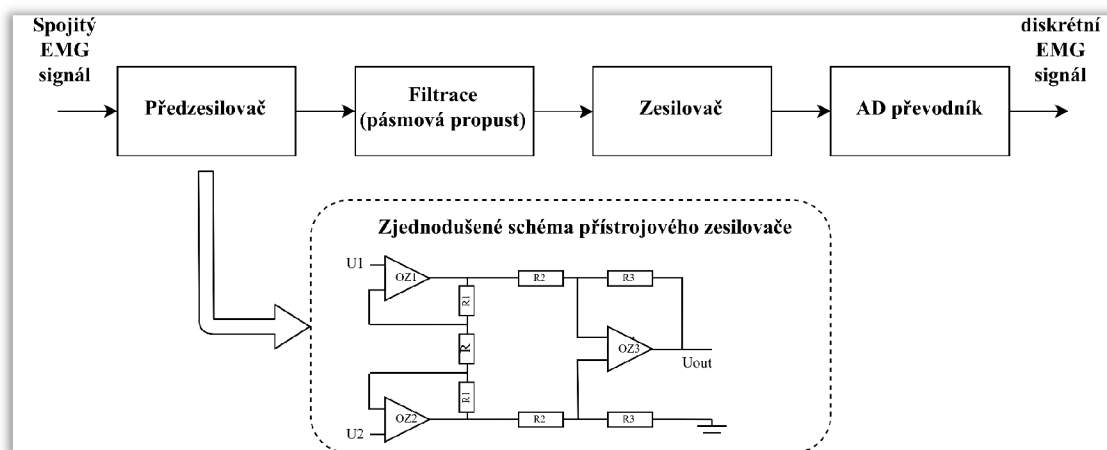 Spojitý
EMG
signál
diskrétní
EMG
signál
Předzesilovač
Filtrace
(pásmová propust)
Zesilovač
AD převodník
Zjednodušené schéma přístrojového zesilovače
U1
OZ1
R1
R2
R3
R
OZ3
Uout
R1
OZ2
R2
R3
U2